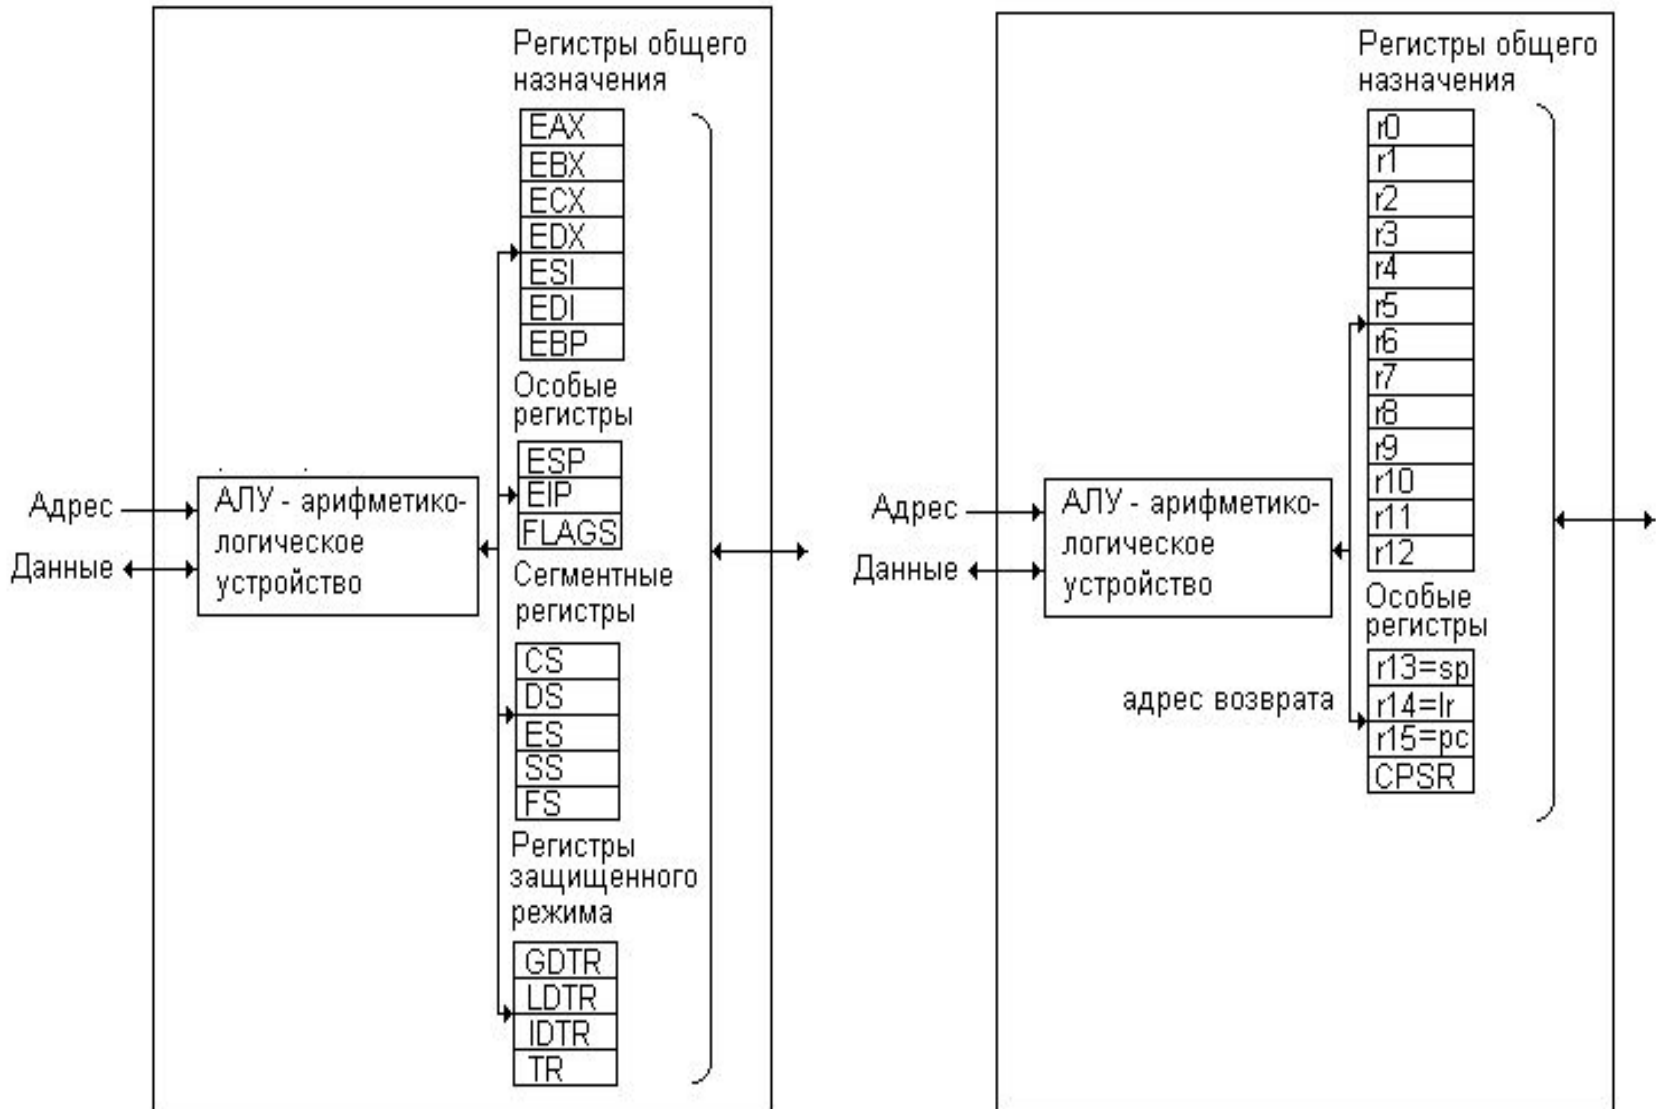 Регистры общего
назначения
EAX
EBX
ECX
EDX
ESI
EDI
EBP
Особые
регистры
ESP
EIP
FLAGS
Сегментные
регистры
CS
DS
ES
SS
FS
Регистры
защищенного
режима
GDTR
LDTR
IDTR
TR
Адрес
Данные
АЛУ - арифметико-
логическое
устройство
Регистры общего
назначения
r0
r1
r2
r3
r4
r5
r6
r7
r8
r9
r10
r11
r12
Особые
регистры
r13=sp
r14=lr
r15=pc
CPSR
Адрес
Данные
АЛУ - арифметико-
логическое
устройство
адрес возврата